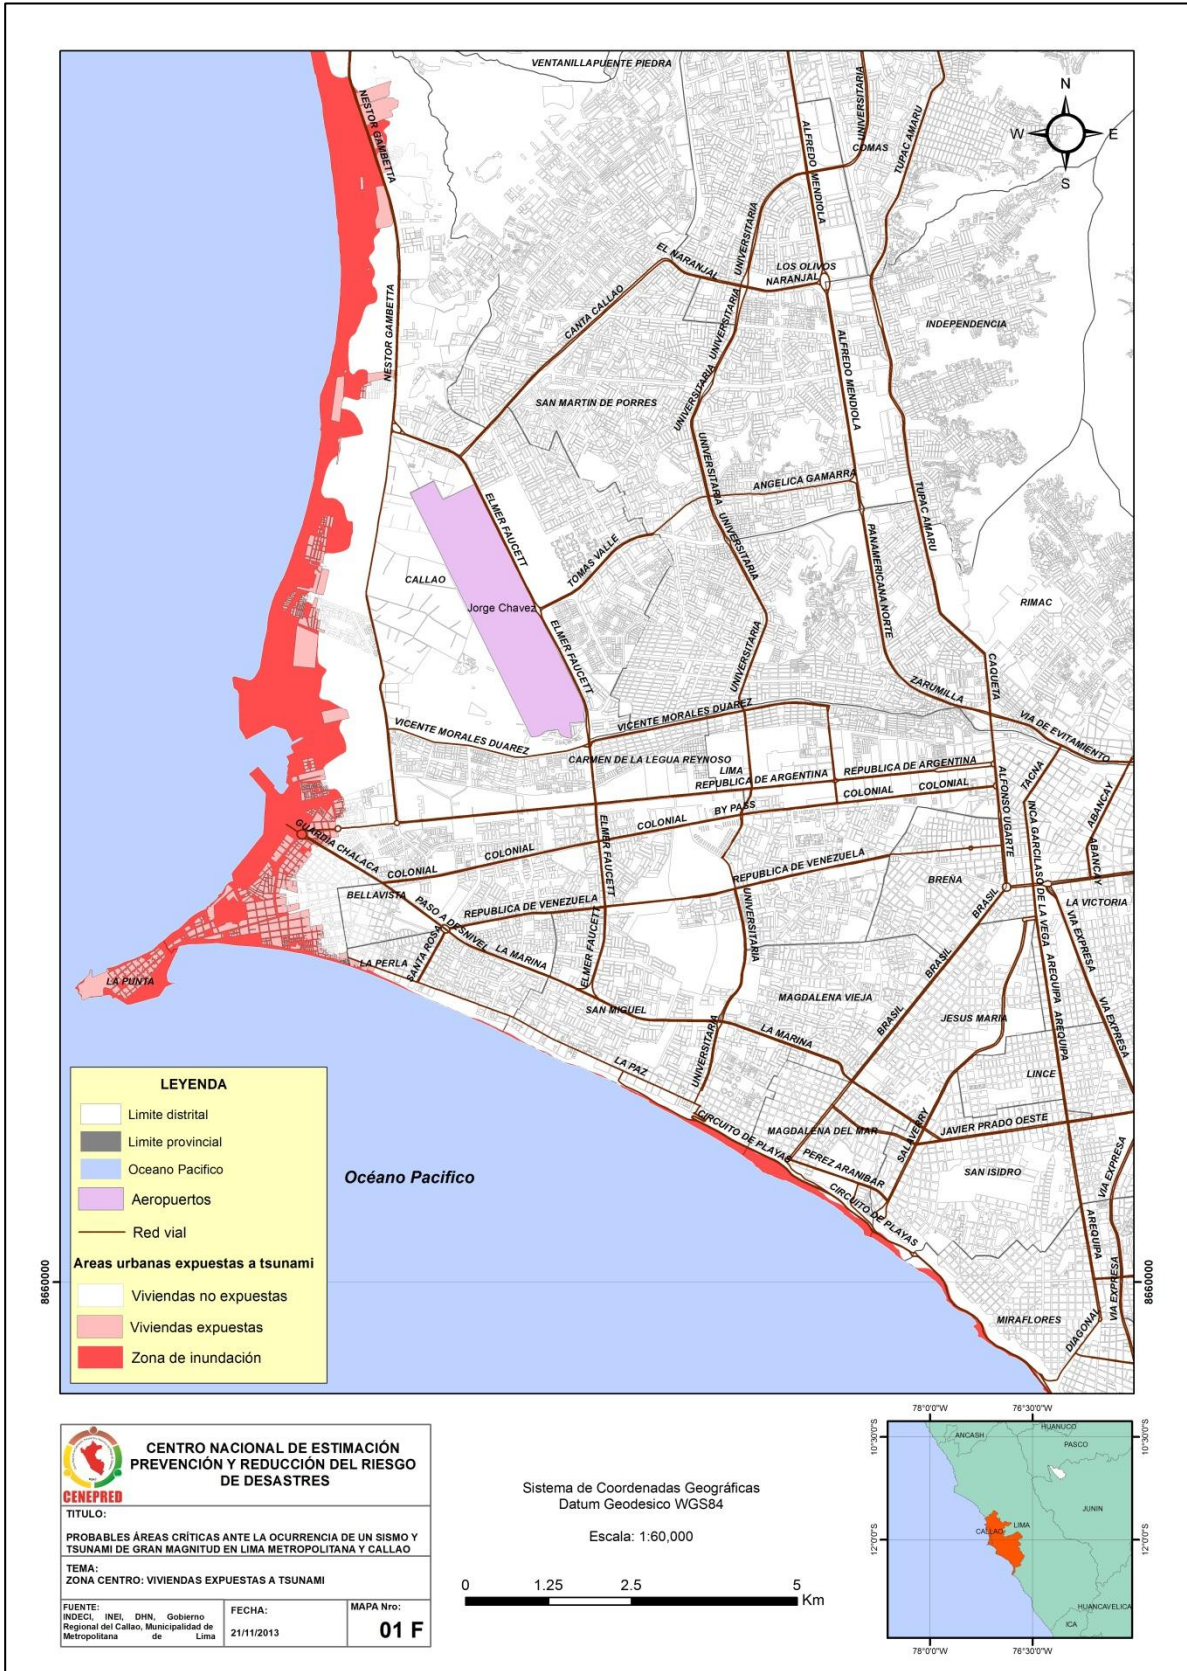 VENTANILLA PUENTE PIEDRA
NESTOR GAMBETTA
ALFREDO MENDIOLA
UNIVERSITARIA
COMAS
TUPAC AMARU
N
W E
S
EL NARANJAL
UNIVERSITARIA
LOS OLIVOS
NARANJAL
NESTOR GAMBETTA
CANTA CALLAO
UNIVERSITARIA
INDEPENDENCIA
ALFREDO MENDIOLA
UNIVERSITARIA
SAN MARTIN DE PORRES
UNIVERSITARIA
ANGELICA GAMARRA
ELMER FAUCETT
TUPAC AMARU
UNIVERSITARIA
TOMAS VALLE
PANAMERICANA NORTE
CALLAO
Jorge Chavez
RIMAC
ELMER FAUCETT
UNIVERSITARIA
CAQUETA
ZARUMILLA
VICENTE MORALES DUAREZ
VICENTE MORALES DUAREZ
VIA DE EVITAMIENTO
CARMEN DE LA LEGUA REYNOSO
LIMA
REPUBLICA DE ARGENTINA
REPUBLICA DE ARGENTINA
TACNA
COLONIAL
COLONIAL
BY PASS
COLONIAL
ALFONSO UGARTE
INCA GARCILASO DE LA VEGA
ABANCAY
ABANCAY
GUARDIA CHALACA
ELMER FAUCETT
COLONIAL
COLONIAL
REPUBLICA DE VENEZUELA
BELLAVISTA
BREÑA
BRASIL
LA VICTORIA
PASO A DESNIVEL
REPUBLICA DE VENEZUELA
UNIVERSITARIA
VIA EXPRESA
SANTA ROSA
LA MARINA
ELMER FAUCETT
BRASIL
AREQUIPA
LA PERLA
LA PUNTA
MAGDALENA VIEJA
SAN MIGUEL
BRASIL
JESUS MARIA
AREQUIPA
VIA EXPRESA
LA MARINA
UNIVERSITARIA
LA PAZ
LINCE
CIRCUITO DE PLAYAS
MAGDALENA DEL MAR
SALAVERRY
JAVIER PRADO OESTE
PEREZ ARANIBAR
SAN ISIDRO
VIA EXPRESA
CIRCUITO DE PLAYAS
AREQUIPA
VIA EXPRESA
MIRAFLORES
DIAGONAL
Océano Pacifico
8660000
8660000
LEYENDA
Limite distrital
Limite provincial
Oceano Pacifico
Aeropuertos
Red vial
Areas urbanas expuestas a tsunami
Viviendas no expuestas
Viviendas expuestas
Zona de inundación
CENEPRED
CENTRO NACIONAL DE ESTIMACIÓN
PREVENCIÓN Y REDUCCIÓN DEL RIESGO
DE DESASTRES
TITULO:
PROBABLES ÁREAS CRÍTICAS ANTE LA OCURRENCIA DE UN SISMO Y
TSUNAMI DE GRAN MAGNITUD EN LIMA METROPOLITANA Y CALLAO
TEMA:
ZONA CENTRO: VIVIENDAS EXPUESTAS A TSUNAMI
FUENTE:
INDECI, INEI, DHN, Gobierno
Regional del Callao, Municipalidad de
Metropolitana de Lima
FECHA:
21/11/2013
MAPA Nro:
01 F
Sistema de Coordenadas Geográficas
Datum Geodesico WGS84
Escala: 1:60,000
0 1.25 2.5 5
Km
78°0'0"W 76°30'0"W
10°30'0"S
10°30'0"S
ANCASH
HUANUCO
PASCO
JUNIN
LIMA
CALLAO
12°0'0"S
12°0'0"S
HUANCAVELICA
ICA
78°0'0"W 76°30'0"W